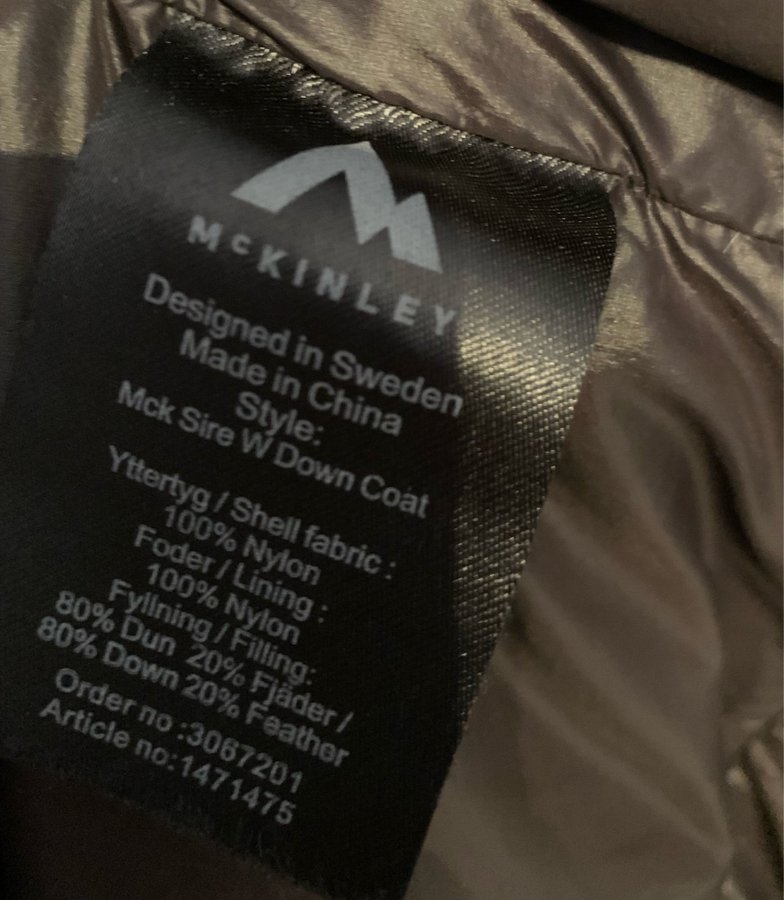 McKINLEY
Designed in Sweden
Made in China
Style:
Mck Sire W Down Coat
Yttertyg / Shell fabric :
100% Nylon
Foder / Lining :
100% Nylon
Fyllning / Filling:
80% Dun 20% Fjäder /
80% Down 20% Feather
Order no :3067201
Article no:1471475